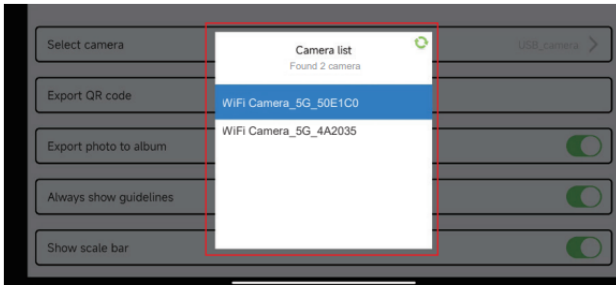 Select camera
USB_camera
Camera list
Found 2 camera
Export QR code
WiFi Camera_5G_50E1C0
WiFi Camera_5G_4A2035
Export photo to album
Always show guidelines
Show scale bar